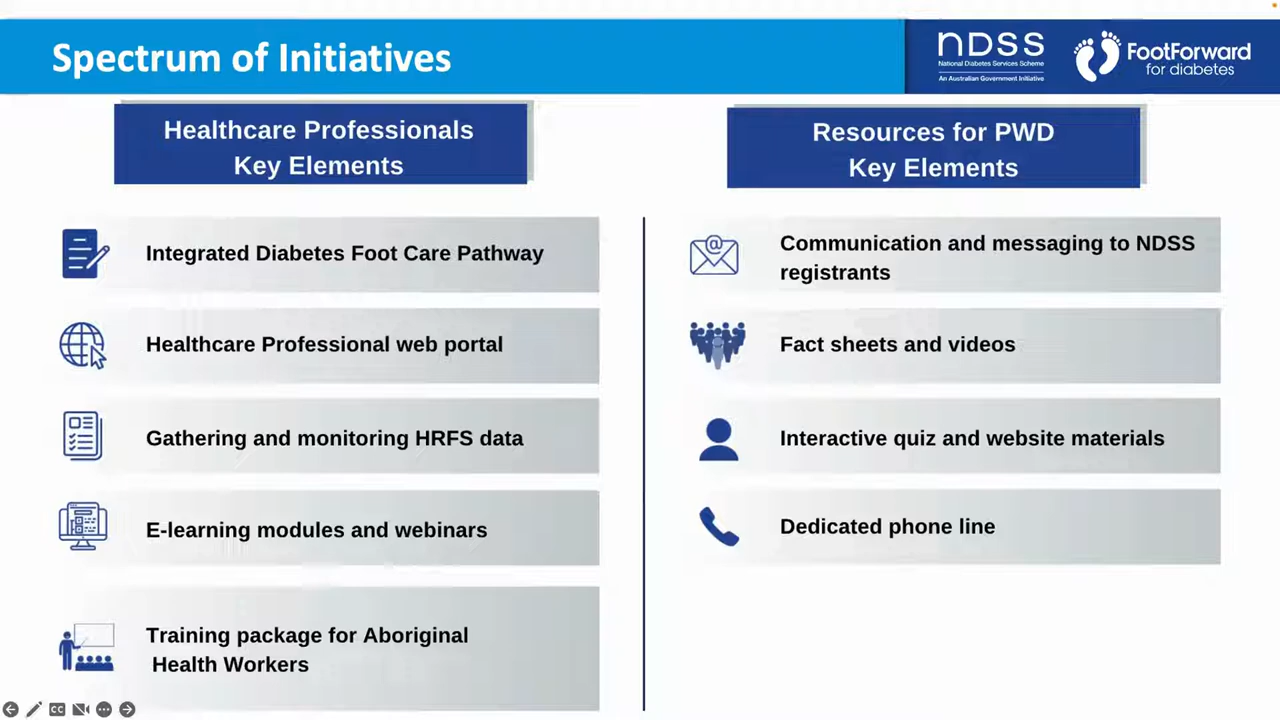 Spectrum of Initiatives
NDSS
National Diabetes Services Scheme
An Australian Government Initiative
FootForward
for diabetes
Healthcare Professionals
Key Elements
Integrated Diabetes Foot Care Pathway
Healthcare Professional web portal
Gathering and monitoring HRFS data
E-learning modules and webinars
Training package for Aboriginal
Health Workers
Resources for PWD
Key Elements
@
Communication and messaging to NDSS
registrants
Fact sheets and videos
Interactive quiz and website materials
Dedicated phone line
CC